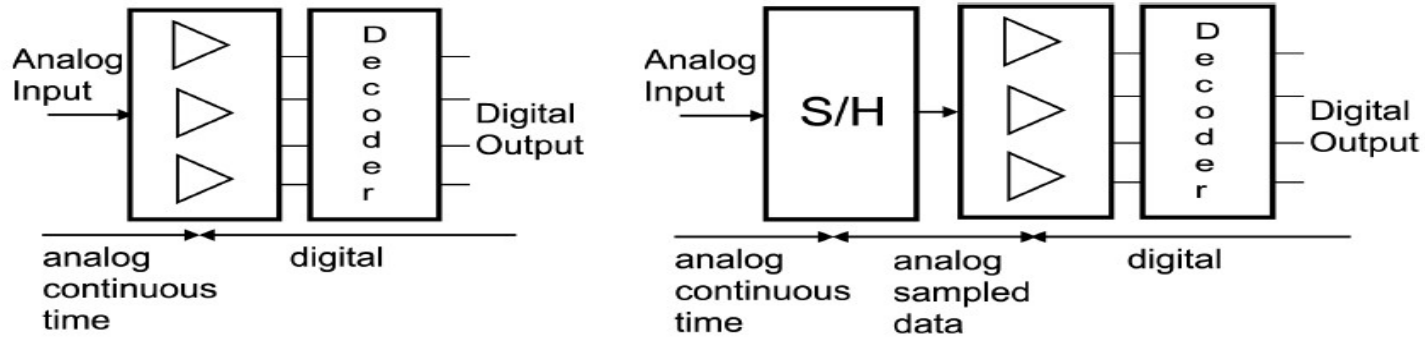 Analog
Input
D
e
c
o
d
e
r
Digital
Output
analog
continuous
time
digital
Analog
Input
S/H
D
e
c
o
d
e
r
Digital
Output
analog
continuous
time
analog
sampled
data
digital